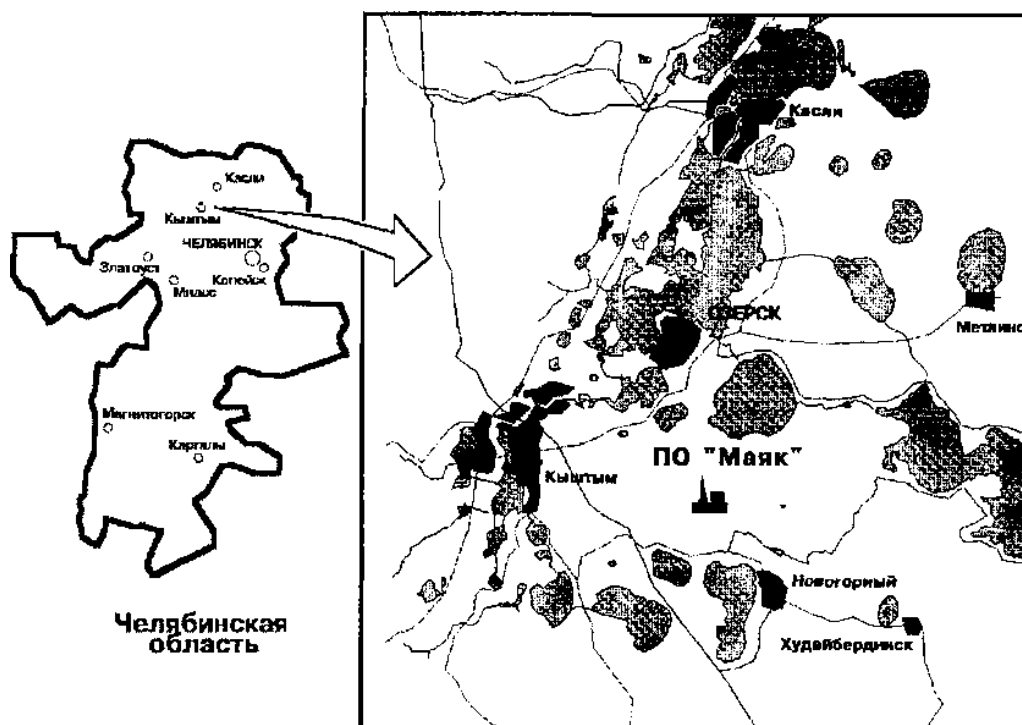 Касли
Кыштым
ЧЕЛЯБИНСК
Златоуст
Копейск
Миасс
Магнитогорск
Карталы
Челябинская
область
Касли
ОЗЕРСК
Метлино
ПО "Маяк"
Кыштым
Новогорный
Худайбердинск